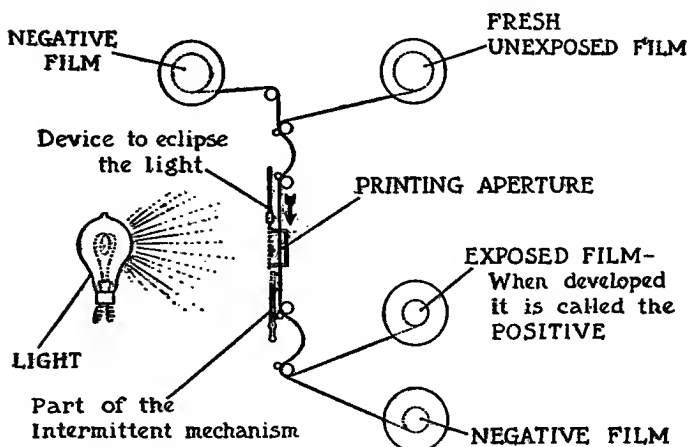 NEGATIVE
FILM
FRESH
UNEXPOSED FILM
Device to eclipse
the light
PRINTING APERTURE
EXPOSED FILM-
When developed
it is called the
POSITIVE
LIGHT
Part of the
Intermittent mechanism
NEGATIVE FILM